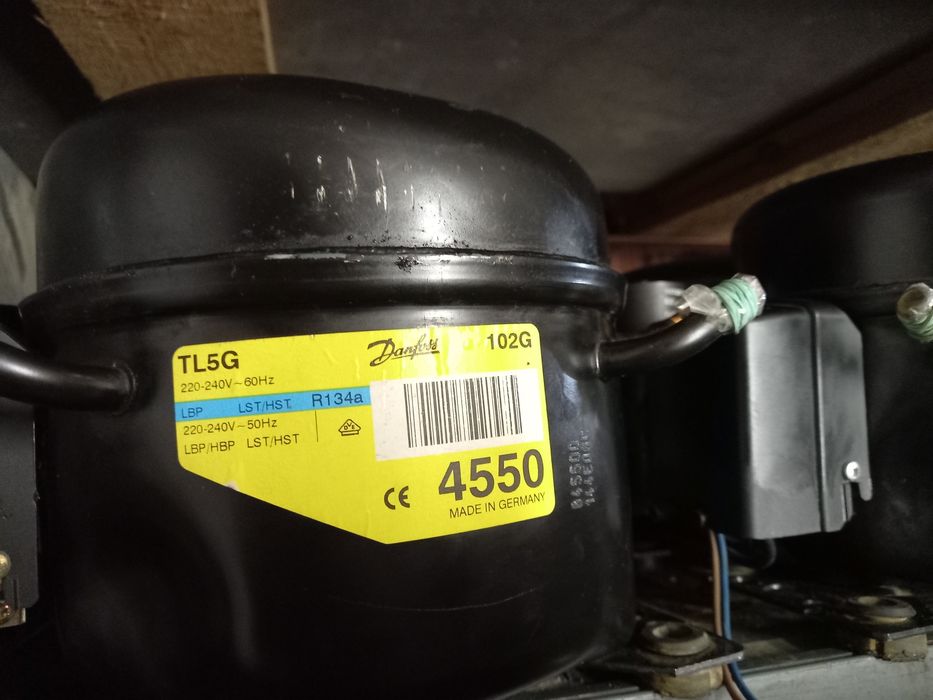 TL5G
Danfoss
102G
220-240V~60Hz
LBP LST/HST R134a
220-240V~50Hz
LBP/HBP LST/HST
4550
CE
MADE IN GERMANY